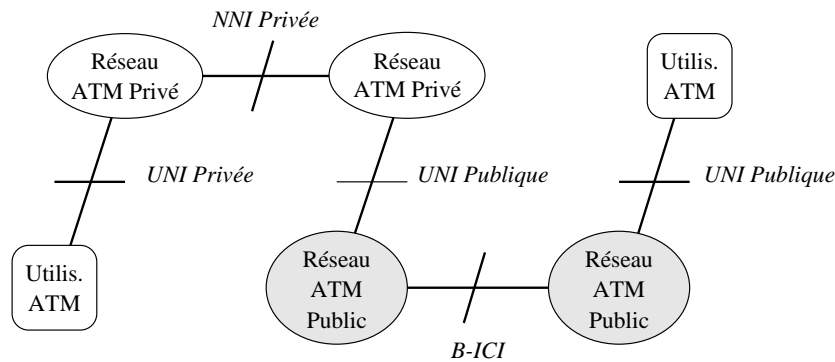 NNI Privée
Réseau
ATM Privé
Réseau
ATM Privé
Utilis.
ATM
UNI Privée
UNI Publique
UNI Publique
Utilis.
ATM
Réseau
ATM
Public
Réseau
ATM
Public
B-ICI